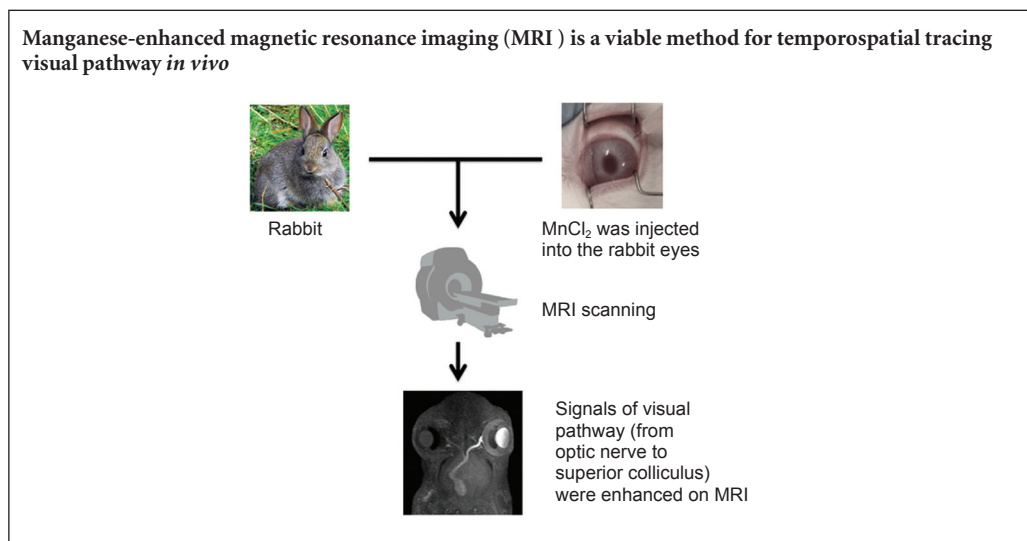 Manganese-enhanced magnetic resonance imaging (MRI ) is a viable method for temporospatial tracing
visual pathway in vivo
Rabbit
MnCl₂ was injected
into the rabbit eyes
MRI scanning
Signals of visual
pathway (from
optic nerve to
superior colliculus)
were enhanced on MRI